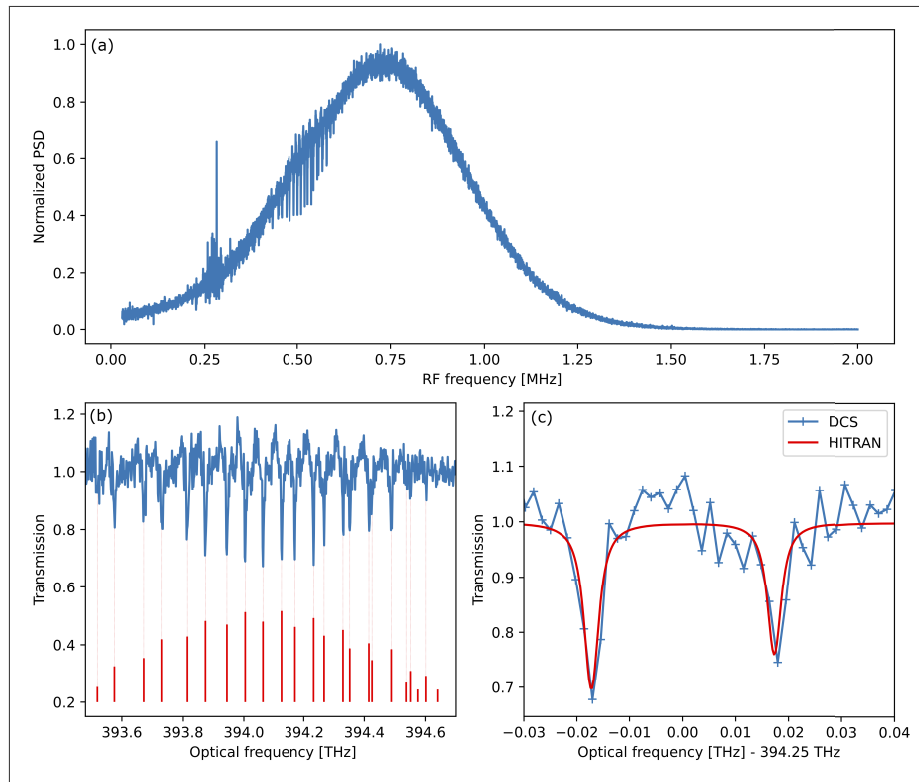 (a)
1.0
0.8
0.6
0.4
0.2
0.0
Normalized PSD
0.00 0.25 0.50 0.75 1.00 1.25 1.50 1.75 2.00
RF frequency [MHz]
(b)
1.2
1.0
0.8
0.6
0.4
0.2
Transmission
393.6 393.8 394.0 394.2 394.4 394.6
Optical frequency [THz]
(c)
DCS
HITRAN
1.2
1.1
1.0
0.9
0.8
0.7
Transmission
−0.03 −0.02 −0.01 0.00 0.01 0.02 0.03 0.04
Optical frequency [THz] - 394.25 THz